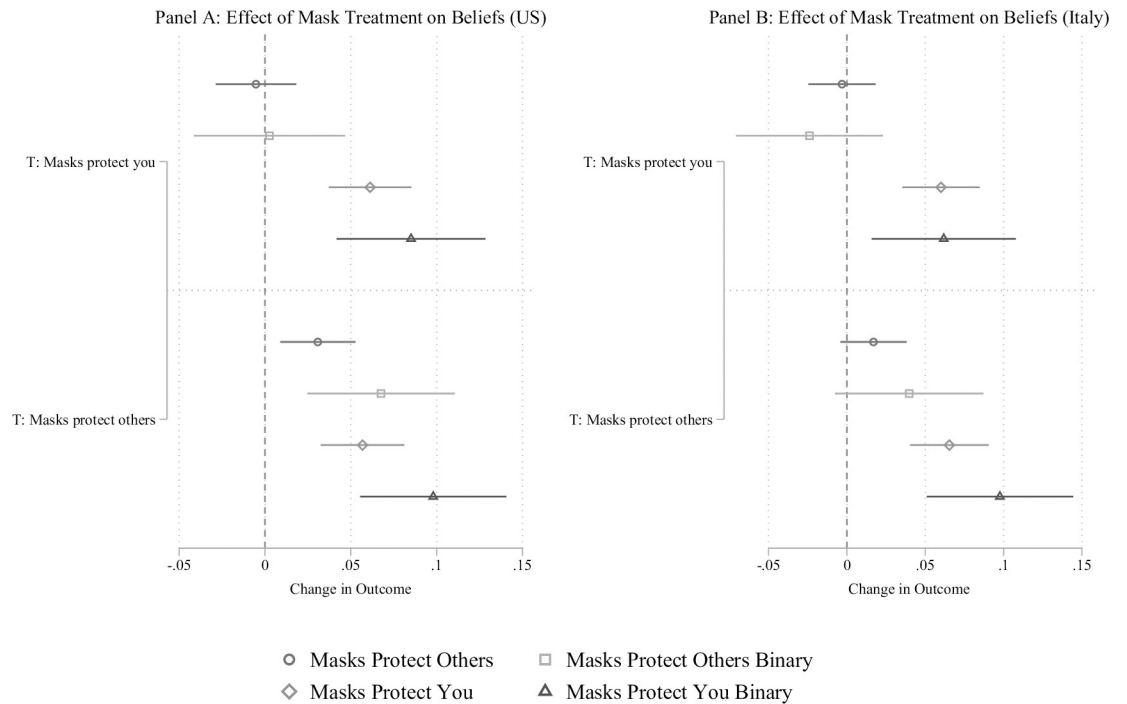 Panel A: Effect of Mask Treatment on Beliefs (US)
T: Masks protect you
T: Masks protect others
-.05 0 .05 .1 .15
Change in Outcome
Panel B: Effect of Mask Treatment on Beliefs (Italy)
T: Masks protect you
T: Masks protect others
-.05 0 .05 .1 .15
Change in Outcome
Masks Protect Others Masks Protect Others Binary
Masks Protect You Masks Protect You Binary